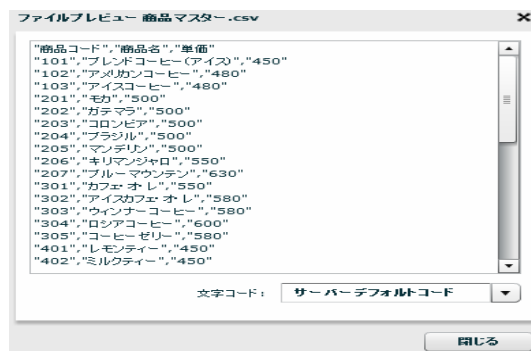 ファイルプレビュー 商品マスター.csv
"商品コード","商品名","単価"
"101","ブレンドコーヒー(アイス)","450"
"102","アメリカンコーヒー","480"
"103","アイスコーヒー","480"
"201","モカ","500"
"202","ガテマラ","500"
"203","コロンビア","500"
"204","ブラジル","500"
"205","マンデリン","500"
"206","キリマンジャロ","550"
"207","ブルーマウンテン","630"
"301","カフェ・オ・レ","550"
"302","アイスカフェ・オ・レ","580"
"303","ウィンナーコーヒー","580"
"304","ロシアコーヒー","600"
"305","コーヒーゼリー","580"
"401","レモンティー","450"
"402","ミルクティー","450"
文字コード: サーバーデフォルトコード
閉じる